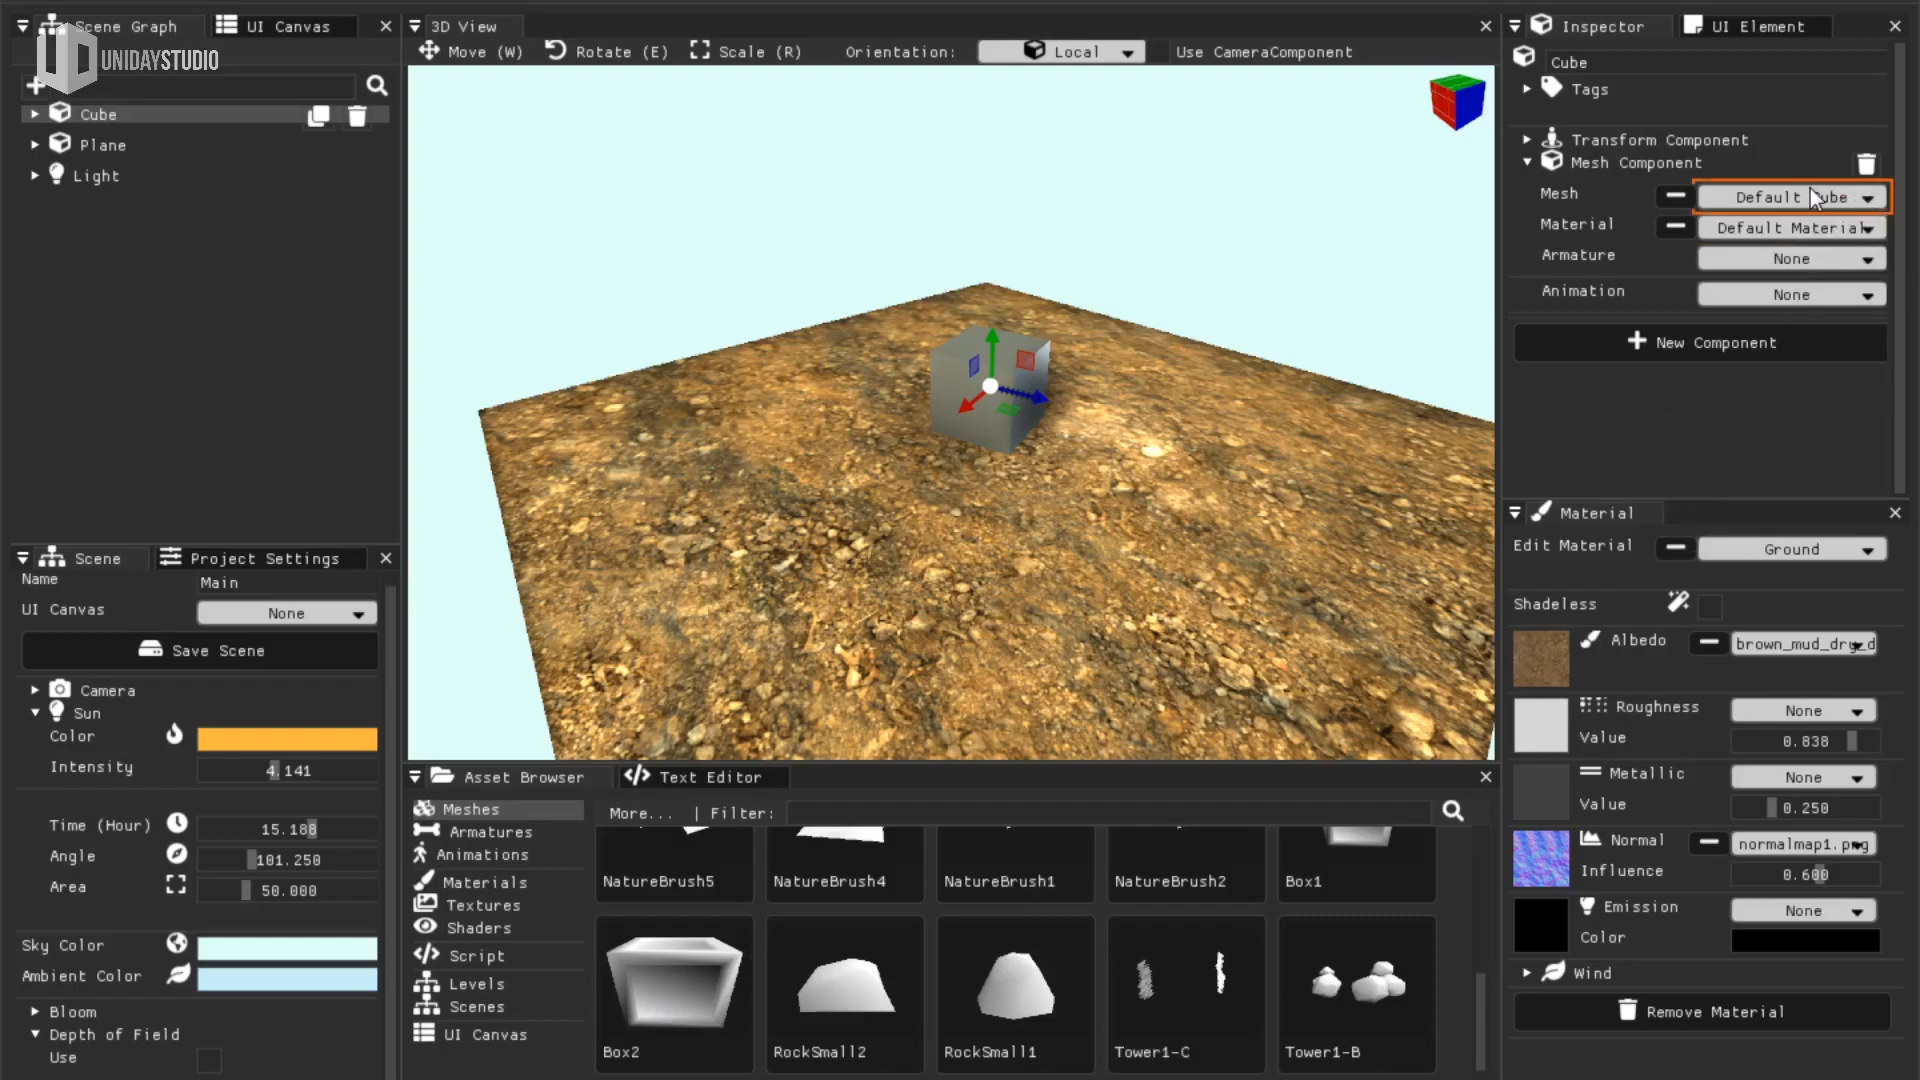 Scene Graph
UI Canvas
UNIDAYSTUDIO
Cube
Plane
Light
3D View
Move (W)
Rotate (E)
Scale (R)
Orientation:
Local
Use CameraComponent
Inspector
UI Element
Cube
Tags
Transform Component
Mesh Component
Mesh
Material
Default Material
Armature
None
Animation
None
New Component
Scene
Project Settings
Name
Main
UI Canvas
None
Save Scene
Camera
Sun
Color
Intensity
4.141
Time (Hour)
15.188
Angle
101.250
Area
50.000
Sky Color
Ambient Color
Bloom
Depth of Field
Use
Asset Browser
Text Editor
Meshes
Armatures
Animations
Materials
Textures
Shaders
Script
Levels
Scenes
UI Canvas
More... | Filter:
NatureBrush5
NatureBrush4
NatureBrush1
NatureBrush2
Box1
Box2
RockSmall2
RockSmall1
Tower1-C
Tower1-B
Material
Edit Material
Ground
Shadeless
Albedo
Roughness
None
Value
0.838
Metallic
None
Value
0.250
Normal
normalmap1.png
Influence
0.600
Emission
None
Color
Wind
Remove Material